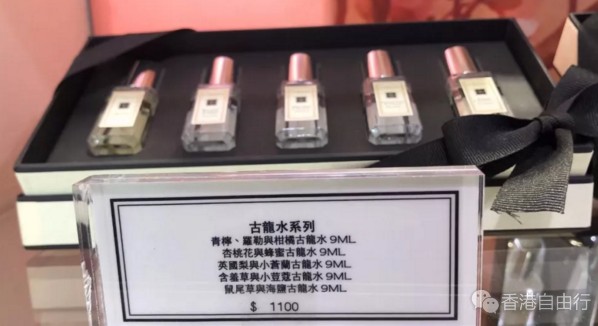 古龍水系列
青檸、羅勒與柑橘古龍水 9ML
杏桃花與蜂蜜古龍水 9ML
英國梨與小蒼蘭古龍水 9ML
含羞草與小荳蔻古龍水 9ML
鼠尾草與海鹽古龍水 9ML
$ 1100
香港自由行